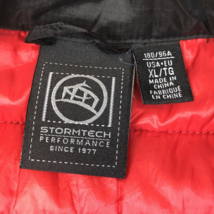 STORMTECH
PERFORMANCE
SINCE 1977
180/96A
USA•EU
XL/TG
MADE IN
CHINA
FABRIQUÉ
EN CHINE